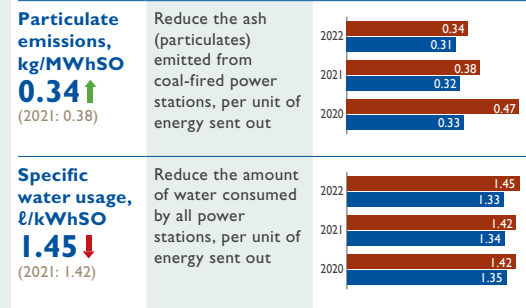 Particulate
emissions,
kg/MWhSO
0.34
(2021: 0.38)
Reduce the ash
(particulates)
emitted from
coal-fired power
stations, per unit of
energy sent out
2022
0.34
0.31
2021
0.38
0.32
2020
0.47
0.33
Specific
water usage,
ℓ/kWhSO
1.45
(2021: 1.42)
Reduce the amount
of water consumed
by all power
stations, per unit of
energy sent out
2022
1.45
1.33
2021
1.42
1.34
2020
1.42
1.35